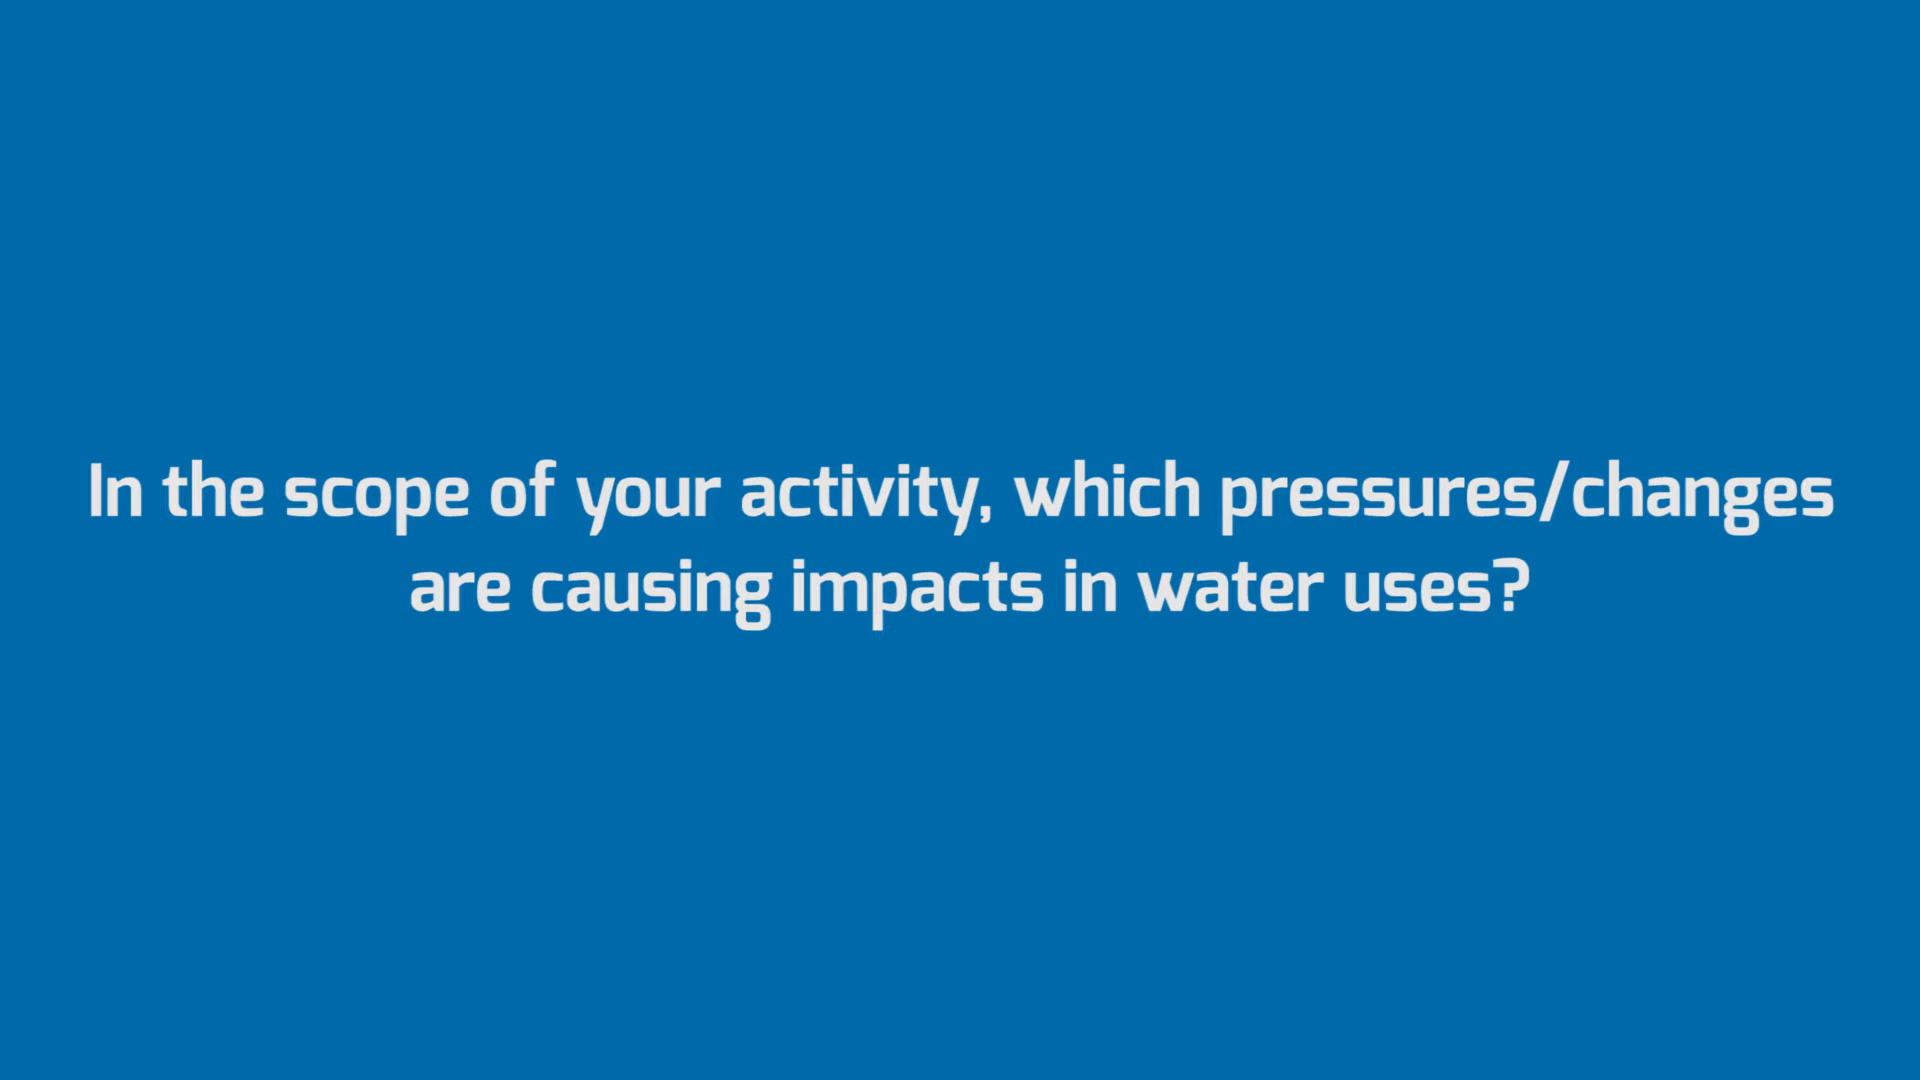 In the scope of your activity, which pressures/changes
are causing impacts in water uses?